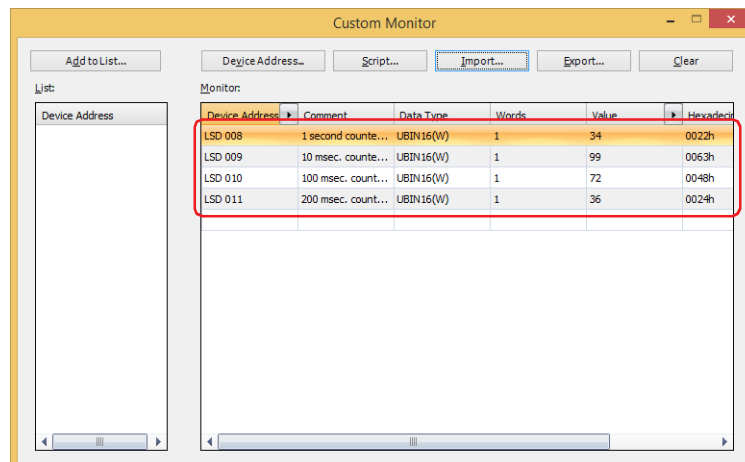 Custom Monitor
Add to List... Device Address... Script... Import... Export... Clear
List: Monitor:
Device Address Device Address Comment Data Type Words Value Hexadecim
LSD 008 1 second counte... UBIN16(W) 1 34 0022h
LSD 009 10 msec. counte... UBIN16(W) 1 99 0063h
LSD 010 100 msec. count... UBIN16(W) 1 72 0048h
LSD 011 200 msec. count... UBIN16(W) 1 36 0024h